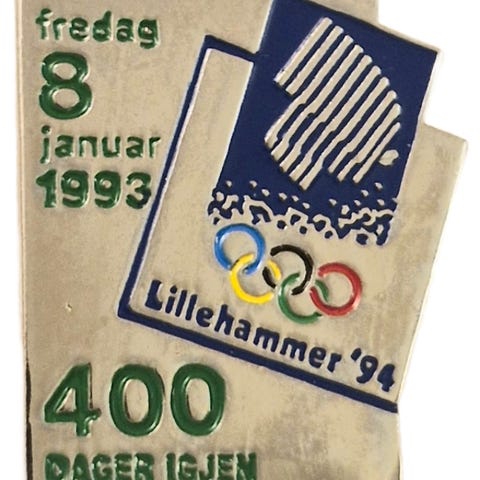 fredag
8
januar
1993
Lillehammer '94
400
DAGER IGJEN